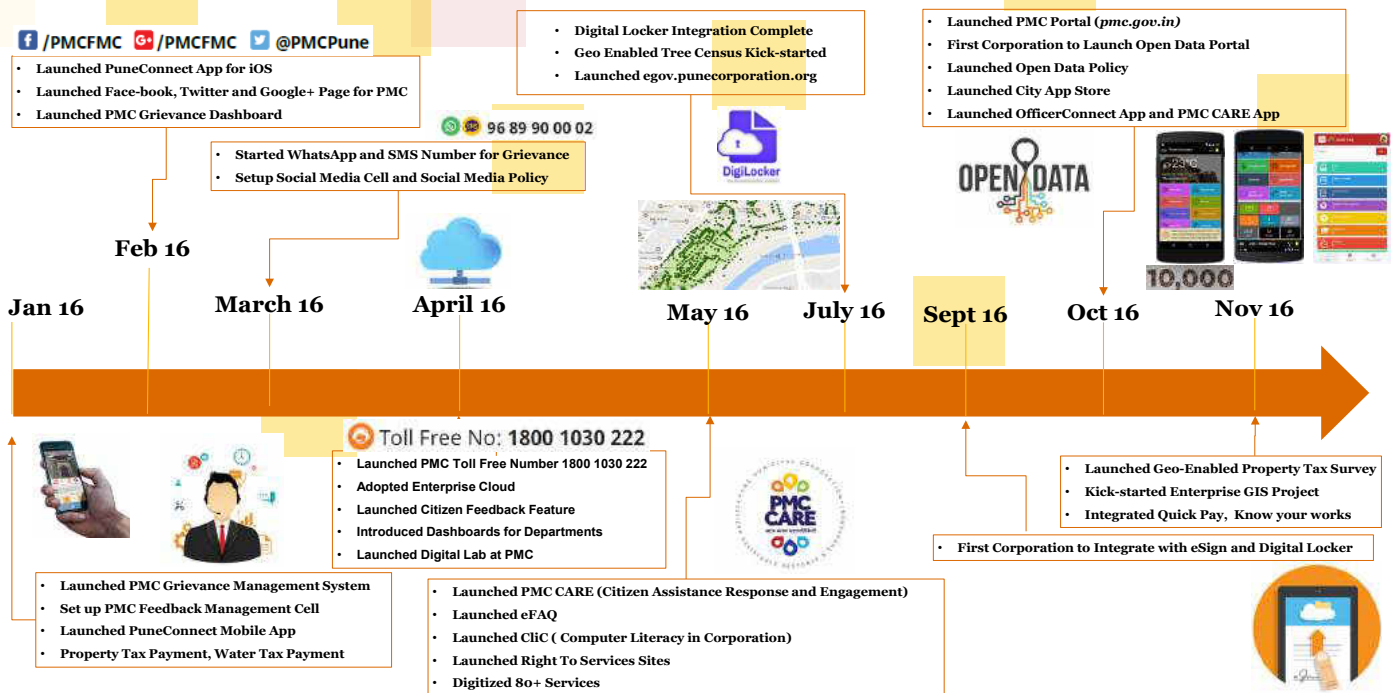 /PMCFMC G+ /PMCFMC @PMCPune
• Launched PuneConnect App for iOS
• Launched Face-book, Twitter and Google+ Page for PMC
• Launched PMC Grievance Dashboard
96 89 90 00 02
• Started WhatsApp and SMS Number for Grievance
• Setup Social Media Cell and Social Media Policy
• Digital Locker Integration Complete
• Geo Enabled Tree Census Kick-started
• Launched egov.punecorporation.org
DigiLocker
• Launched PMC Portal (pmc.gov.in)
• First Corporation to Launch Open Data Portal
• Launched Open Data Policy
• Launched City App Store
• Launched OfficerConnect App and PMC CARE App
OPEN DATA
23°C
10,000
Jan 16
Feb 16
March 16
April 16
May 16
July 16
Sept 16
Oct 16
Nov 16
Toll Free No: 1800 1030 222
• Launched PMC Toll Free Number 1800 1030 222
• Adopted Enterprise Cloud
• Launched Citizen Feedback Feature
• Introduced Dashboards for Departments
• Launched Digital Lab at PMC
PMC
CARE
• Launched Geo-Enabled Property Tax Survey
• Kick-started Enterprise GIS Project
• Integrated Quick Pay, Know your works
• First Corporation to Integrate with eSign and Digital Locker
• Launched PMC Grievance Management System
• Set up PMC Feedback Management Cell
• Launched PuneConnect Mobile App
• Property Tax Payment, Water Tax Payment
• Launched PMC CARE (Citizen Assistance Response and Engagement)
• Launched eFAQ
• Launched CliC ( Computer Literacy in Corporation)
• Launched Right To Services Sites
• Digitized 80+ Services